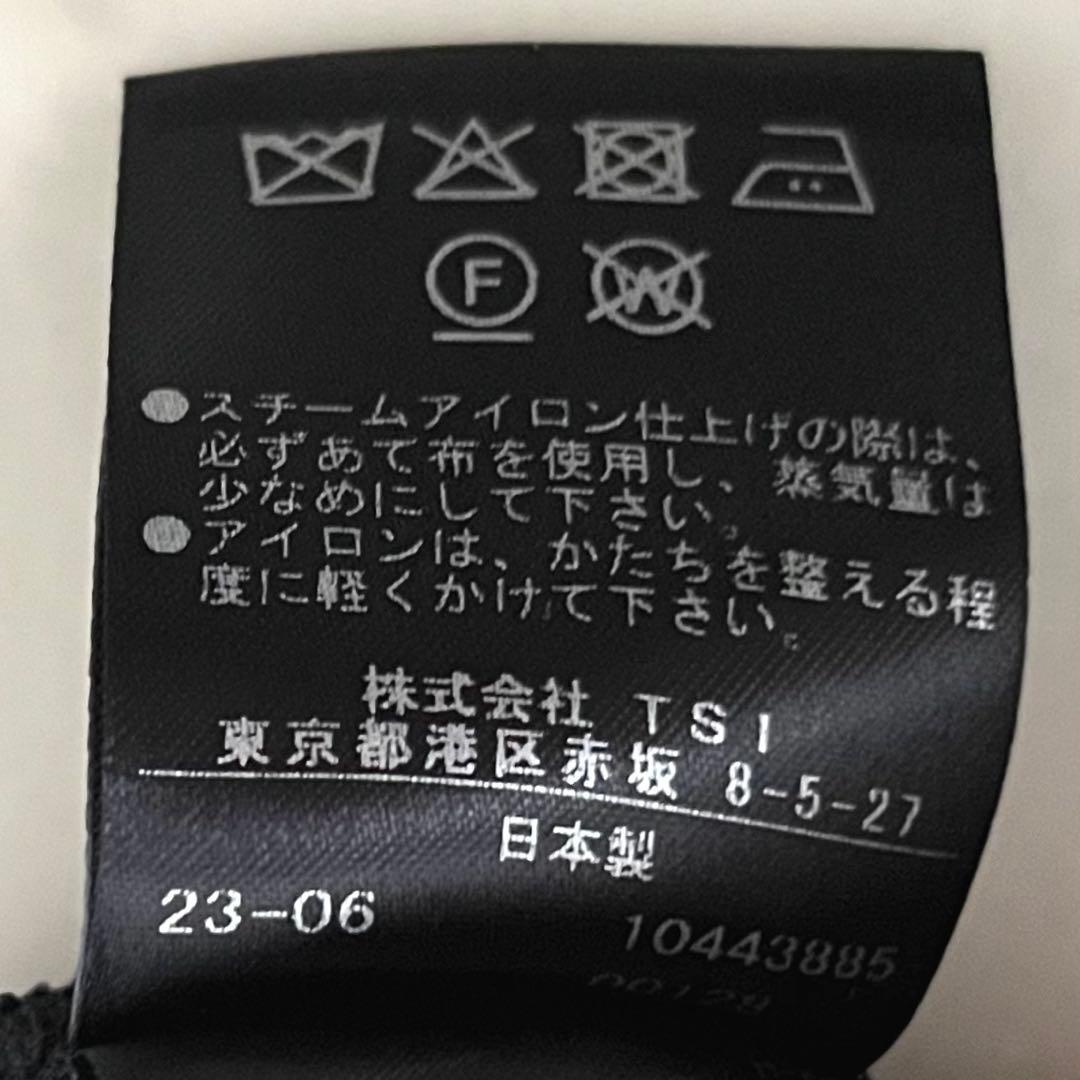 F
W
●スチームアイロン仕上げの際は、
必ずあて布を使用し、蒸気量は
少なめにして下さい。
●アイロンは、かたちを整える程
度に軽くかけて下さい。
株式会社 TSI
東京都港区赤坂 8-5-27
日本製
23-06
10443885